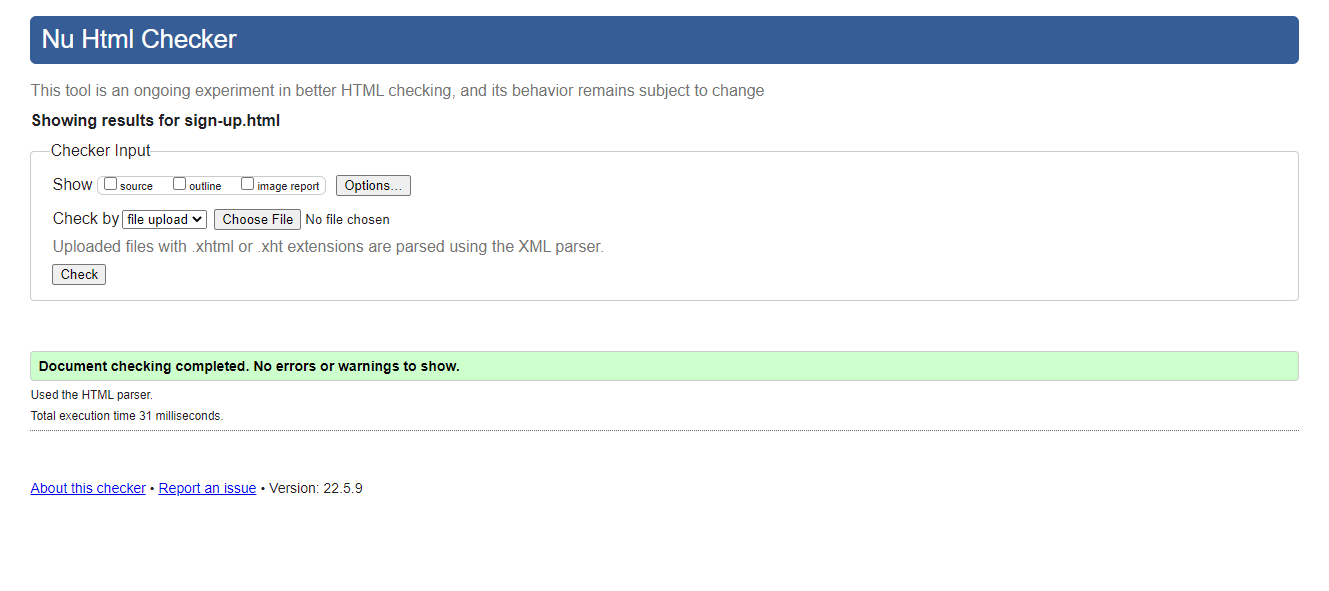 Nu Html Checker
This tool is an ongoing experiment in better HTML checking, and its behavior remains subject to change
Showing results for sign-up.html
Checker Input
Show source outline image report Options...
Check by file upload Choose File No file chosen
Uploaded files with .xhtml or .xht extensions are parsed using the XML parser.
Check
Document checking completed. No errors or warnings to show.
Used the HTML parser.
Total execution time 31 milliseconds.
About this checker • Report an issue • Version: 22.5.9